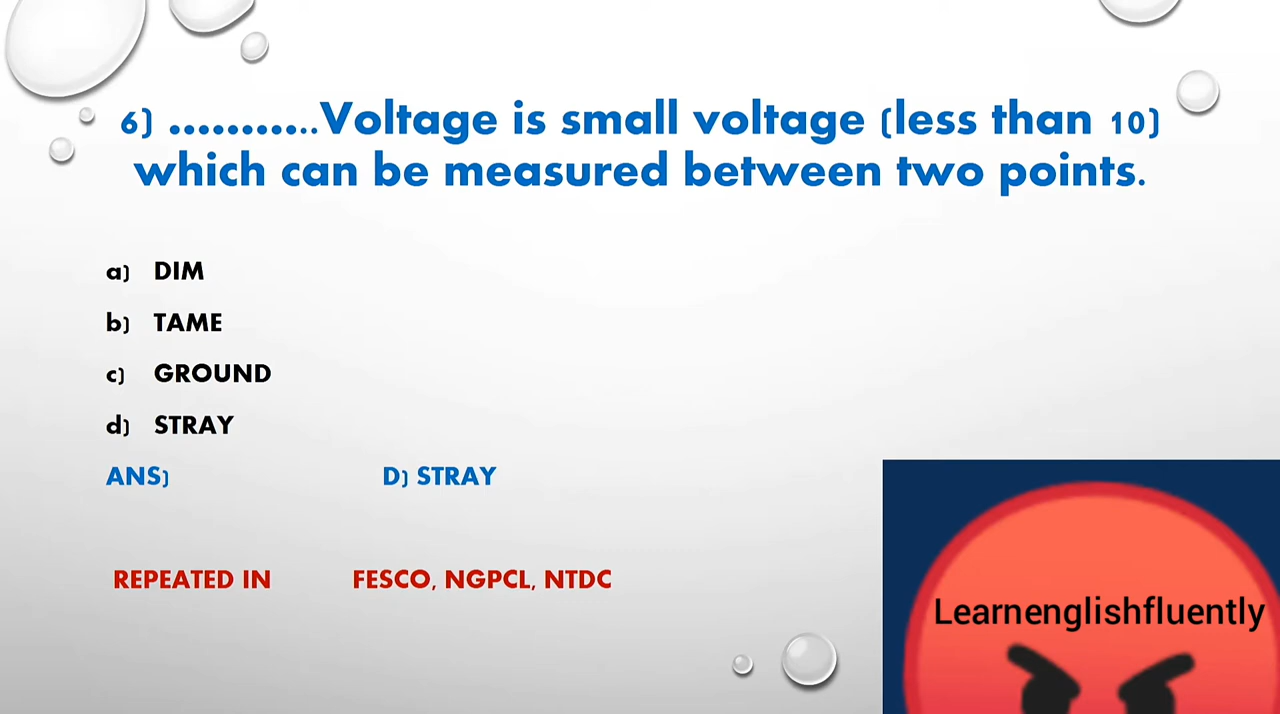 6) ...........Voltage is small voltage (less than 10)
which can be measured between two points.
a) DIM
b) TAME
c) GROUND
d) STRAY
ANS) D) STRAY
REPEATED IN FESCO, NGPCL, NTDC
Learnenglishfluently